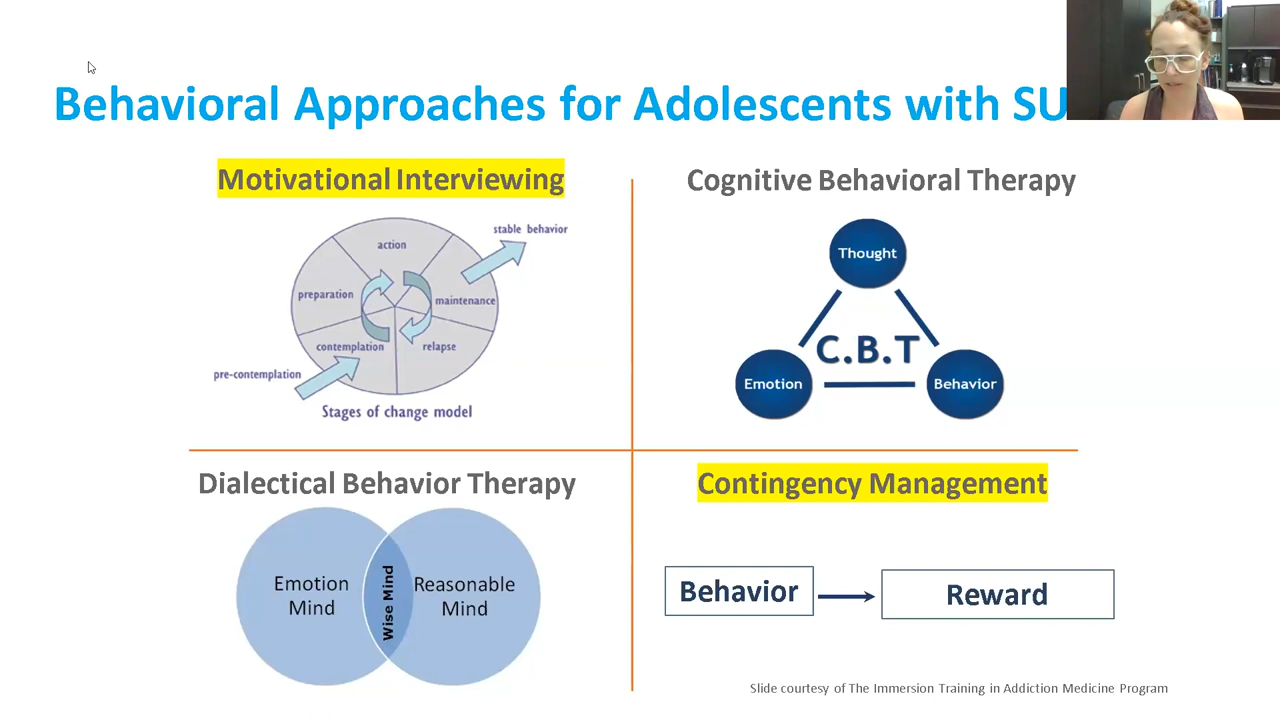 Behavioral Approaches for Adolescents with SU
Motivational Interviewing
stable behavior
action
preparation
maintenance
contemplation
relapse
pre-contemplation
Stages of change model
Cognitive Behavioral Therapy
Thought
C.B.T
Emotion
Behavior
Dialectical Behavior Therapy
Emotion
Mind
Wise Mind
Reasonable
Mind
Contingency Management
Behavior
Reward
Slide courtesy of The Immersion Training in Addiction Medicine Program